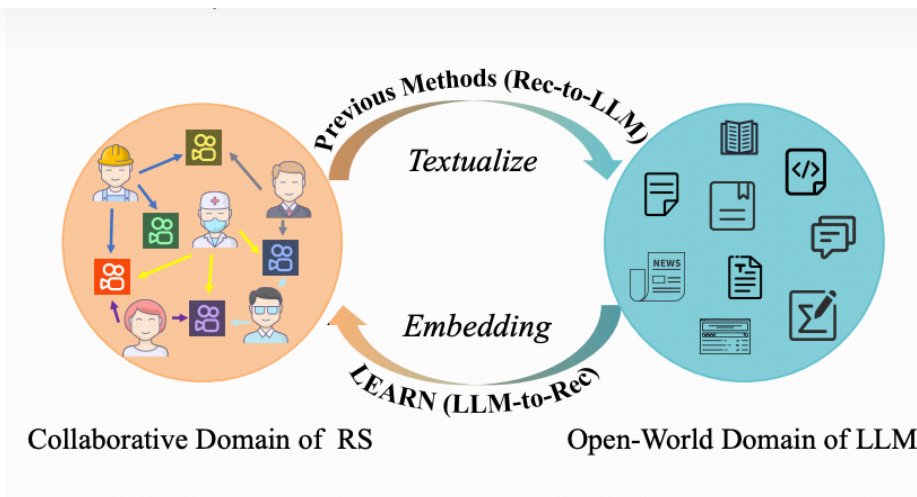 Previous Methods (Rec-to-LLM)
Textualize
</>
NEWS
T
Σ
Embedding
LEARN (LLM-to-Rec)
Collaborative Domain of RS
Open-World Domain of LLM